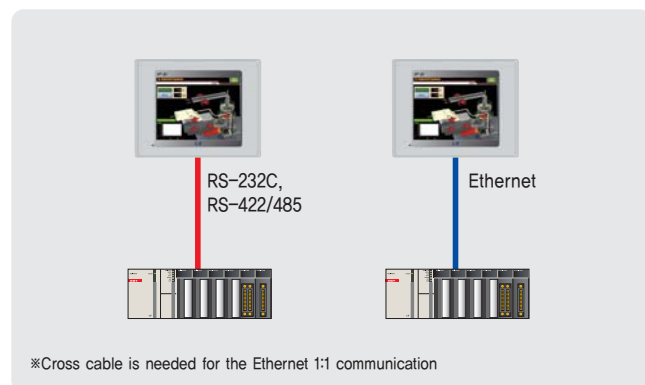 RS-232C,
RS-422/485
Ethernet
※Cross cable is needed for the Ethernet 1:1 communication